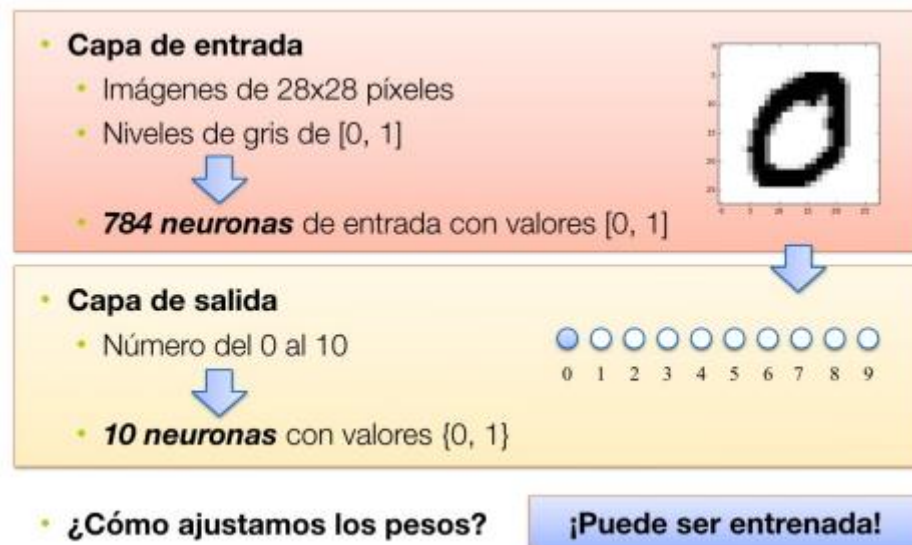 Capa de entrada
Imágenes de 28x28 píxeles
Niveles de gris de [0, 1]
784 neuronas de entrada con valores [0, 1]
Capa de salida
Número del 0 al 10
0 1 2 3 4 5 6 7 8 9
10 neuronas con valores {0, 1}
¿Cómo ajustamos los pesos?
¡Puede ser entrenada!